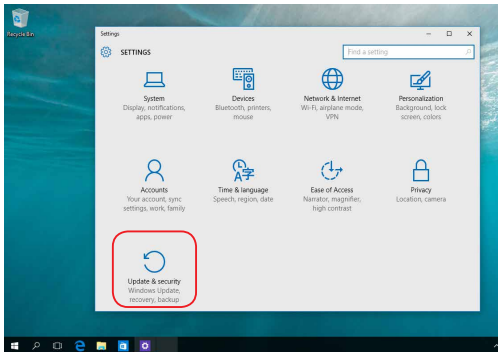 Recycle Bin
Settings
SETTINGS
Find a setting
System
Display, notifications,
apps, power
Devices
Bluetooth, printers,
mouse
Network & Internet
Wi-Fi, airplane mode,
VPN
Personalization
Background, lock
screen, colors
Accounts
Your account, sync
settings, work, family
Time & language
Speech, region, date
Ease of Access
Narrator, magnifier,
high contrast
Privacy
Location, camera
Update & security
Windows Update,
recovery, backup